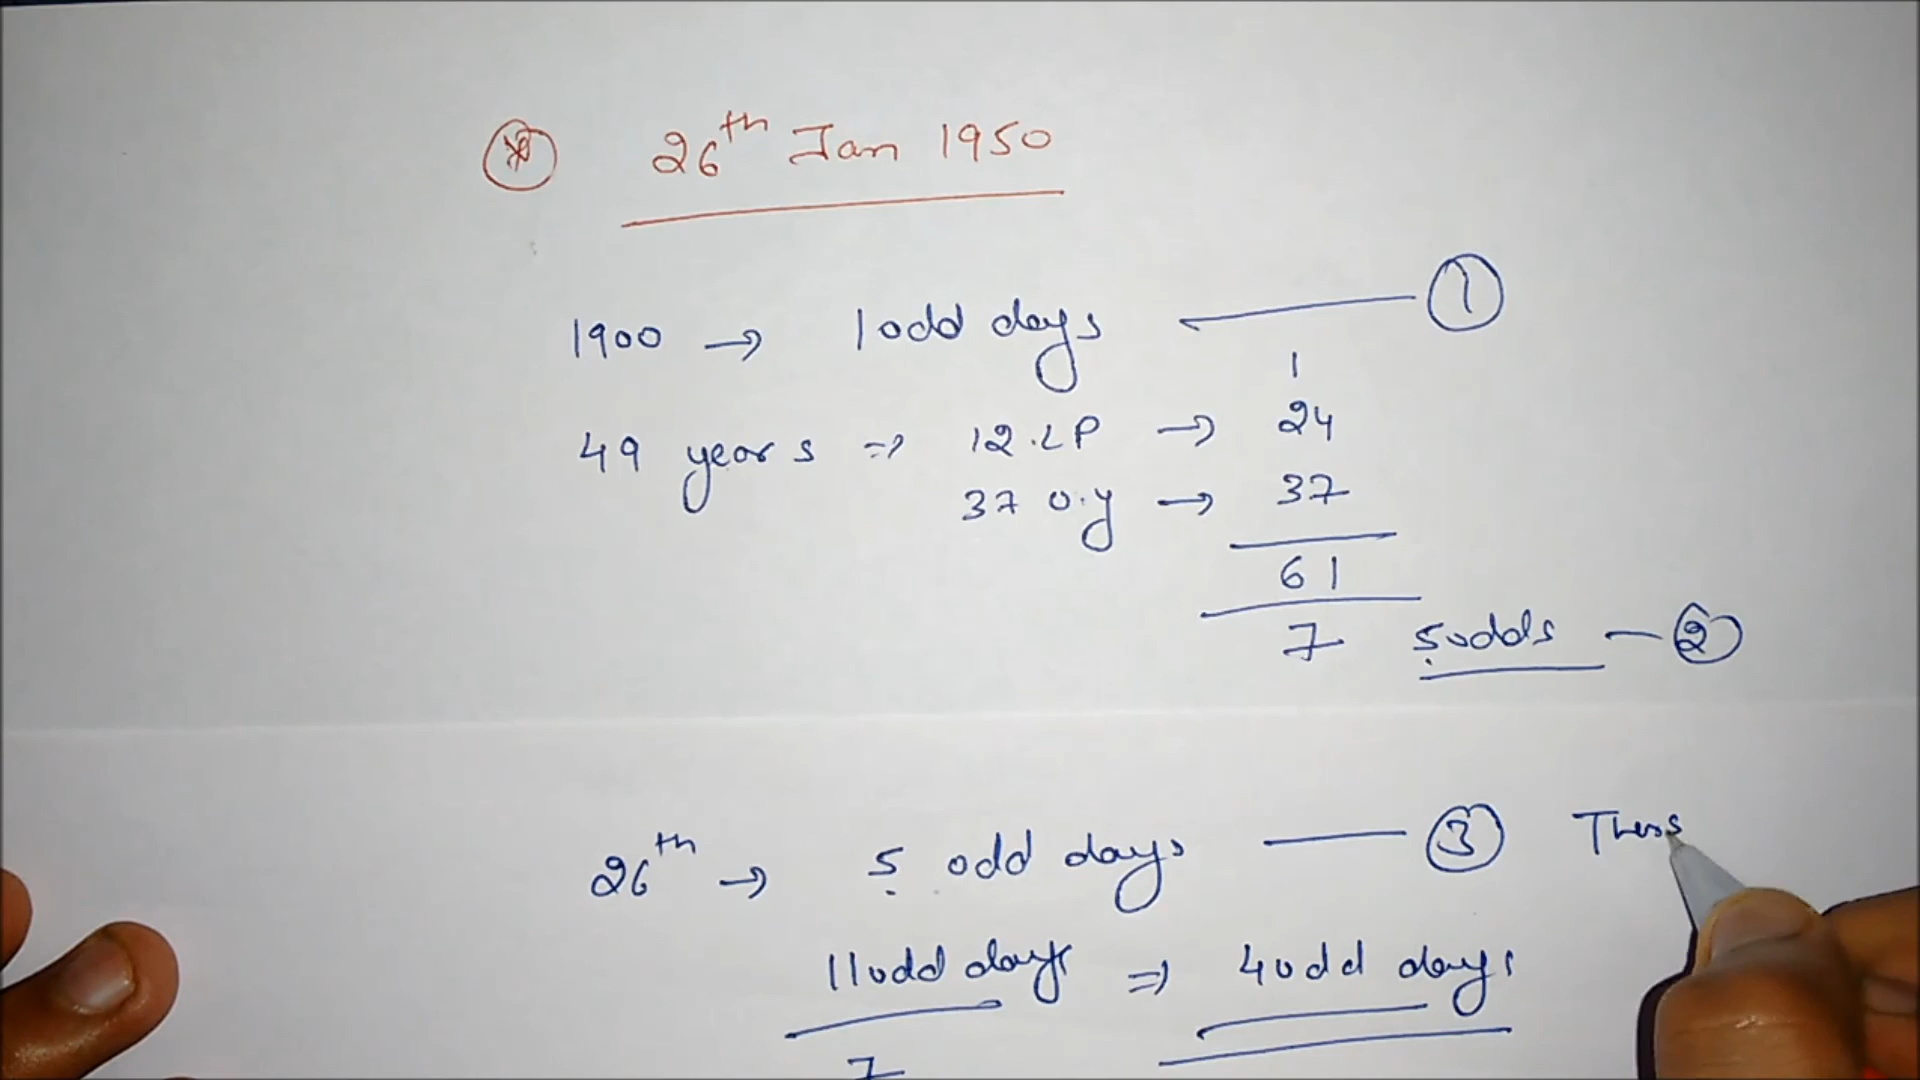 26th Jan 1950
1900 → 1 odd days ①
1
49 years ⇒ 12.LP → 24
37 o.y → 37
61
7 5 odds — ②
26th → 5 odd days — ③ Thurs
11 odd days ⇒ 4 odd days
7